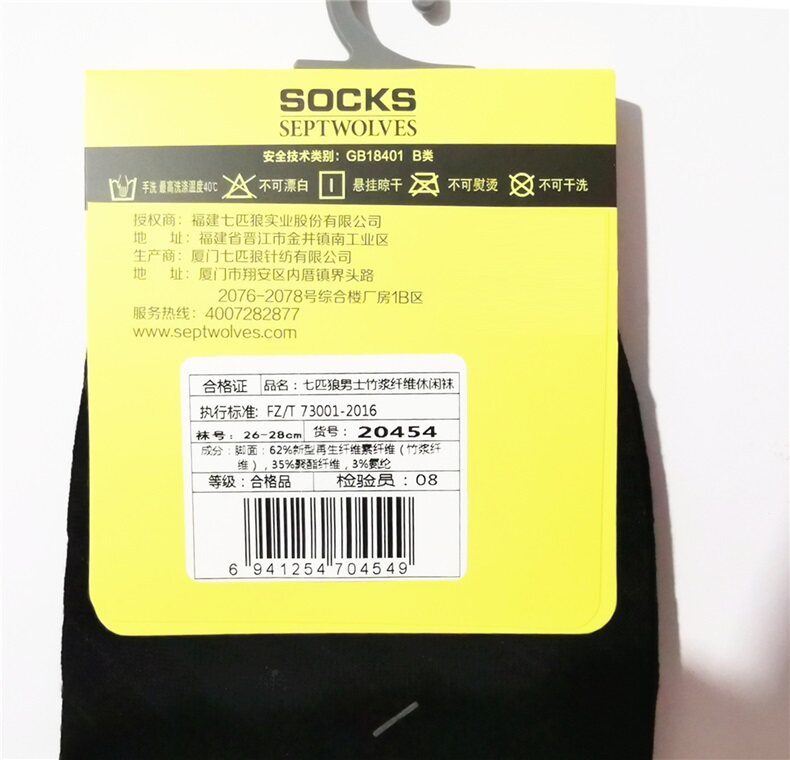 SOCKS
SEPTWOLVES
安全技术类别：GB18401 B类
手洗 最高洗涤温度40℃ 不可漂白 悬挂晾干 不可熨烫 不可干洗
授权商：福建七匹狼实业股份有限公司
地 址：福建省晋江市金井镇南工业区
生产商：厦门七匹狼针纺有限公司
地 址：厦门市翔安区内厝镇界头路
2076-2078号综合楼厂房1B区
服务热线：4007282877
www.septwolves.com
合格证 品名：七匹狼男士竹浆纤维休闲袜
执行标准: FZ/T 73001-2016
袜号：26-28cm 货号：20454
成分：脚面：62%新型再生纤维素纤维（竹浆纤
维），35%聚酯纤维，3%氨纶
等级：合格品 检验员：08
6 941254 704549